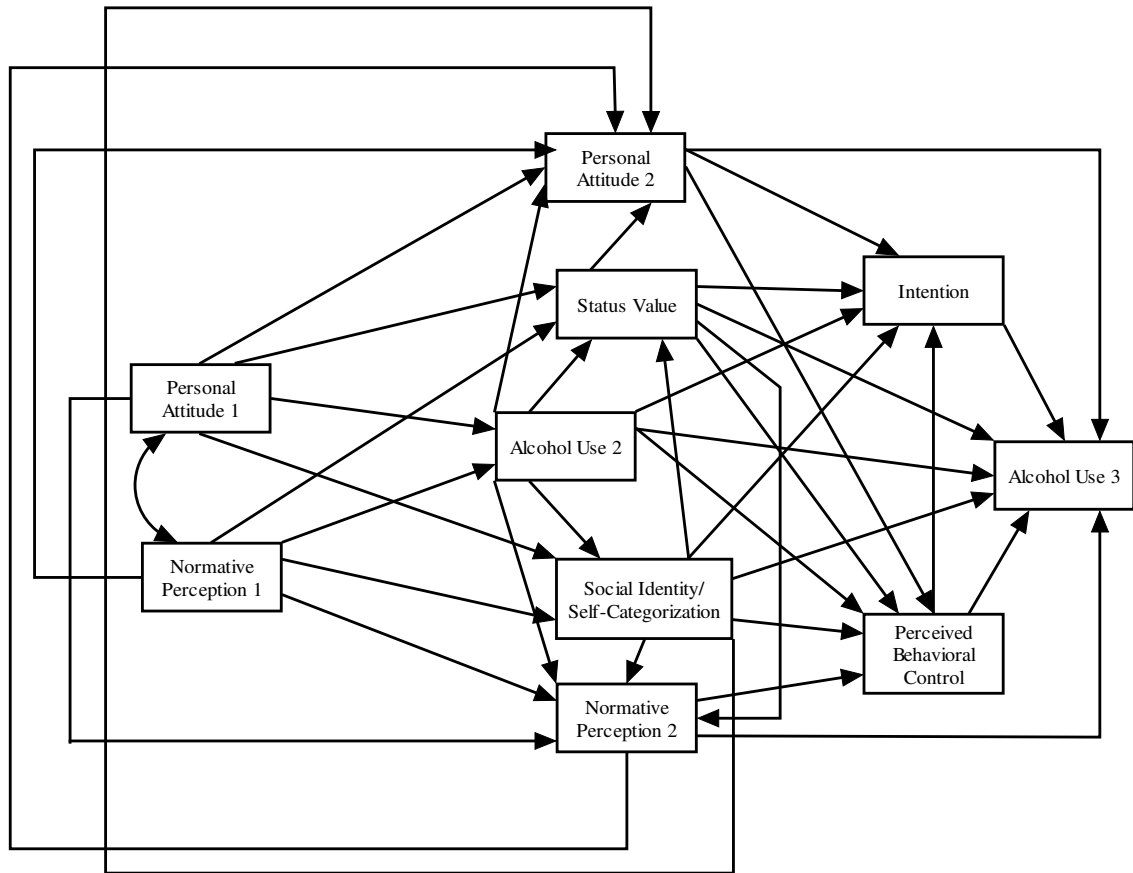 Personal
Attitude 2
Status Value
Intention
Personal
Attitude 1
Alcohol Use 2
Alcohol Use 3
Normative
Perception 1
Social Identity/
Self-Categorization
Perceived
Behavioral
Control
Normative
Perception 2